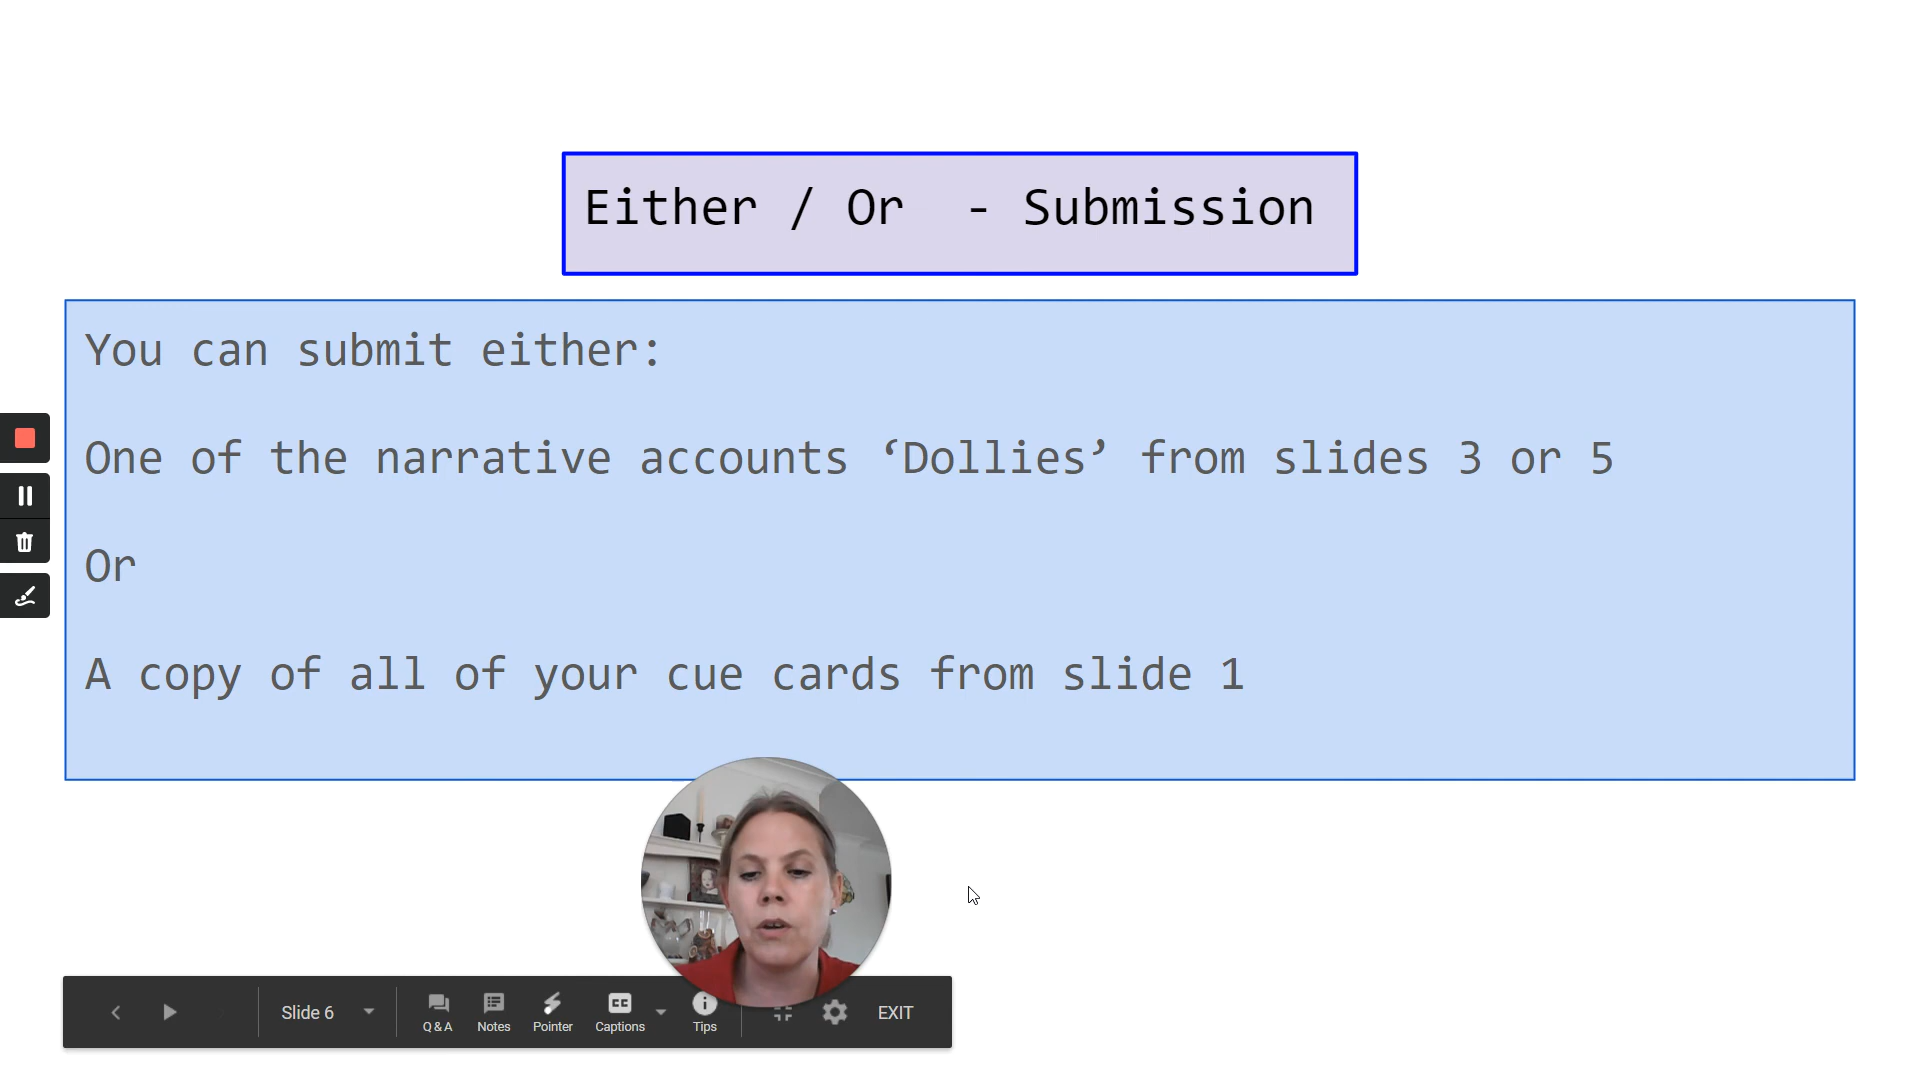 Either / Or  - Submission
You can submit either:
One of the narrative accounts ‘Dollies’ from slides 3 or 5
Or
A copy of all of your cue cards from slide 1
Slide 6
Q & A
Notes
Pointer
CC
Captions
Tips
EXIT